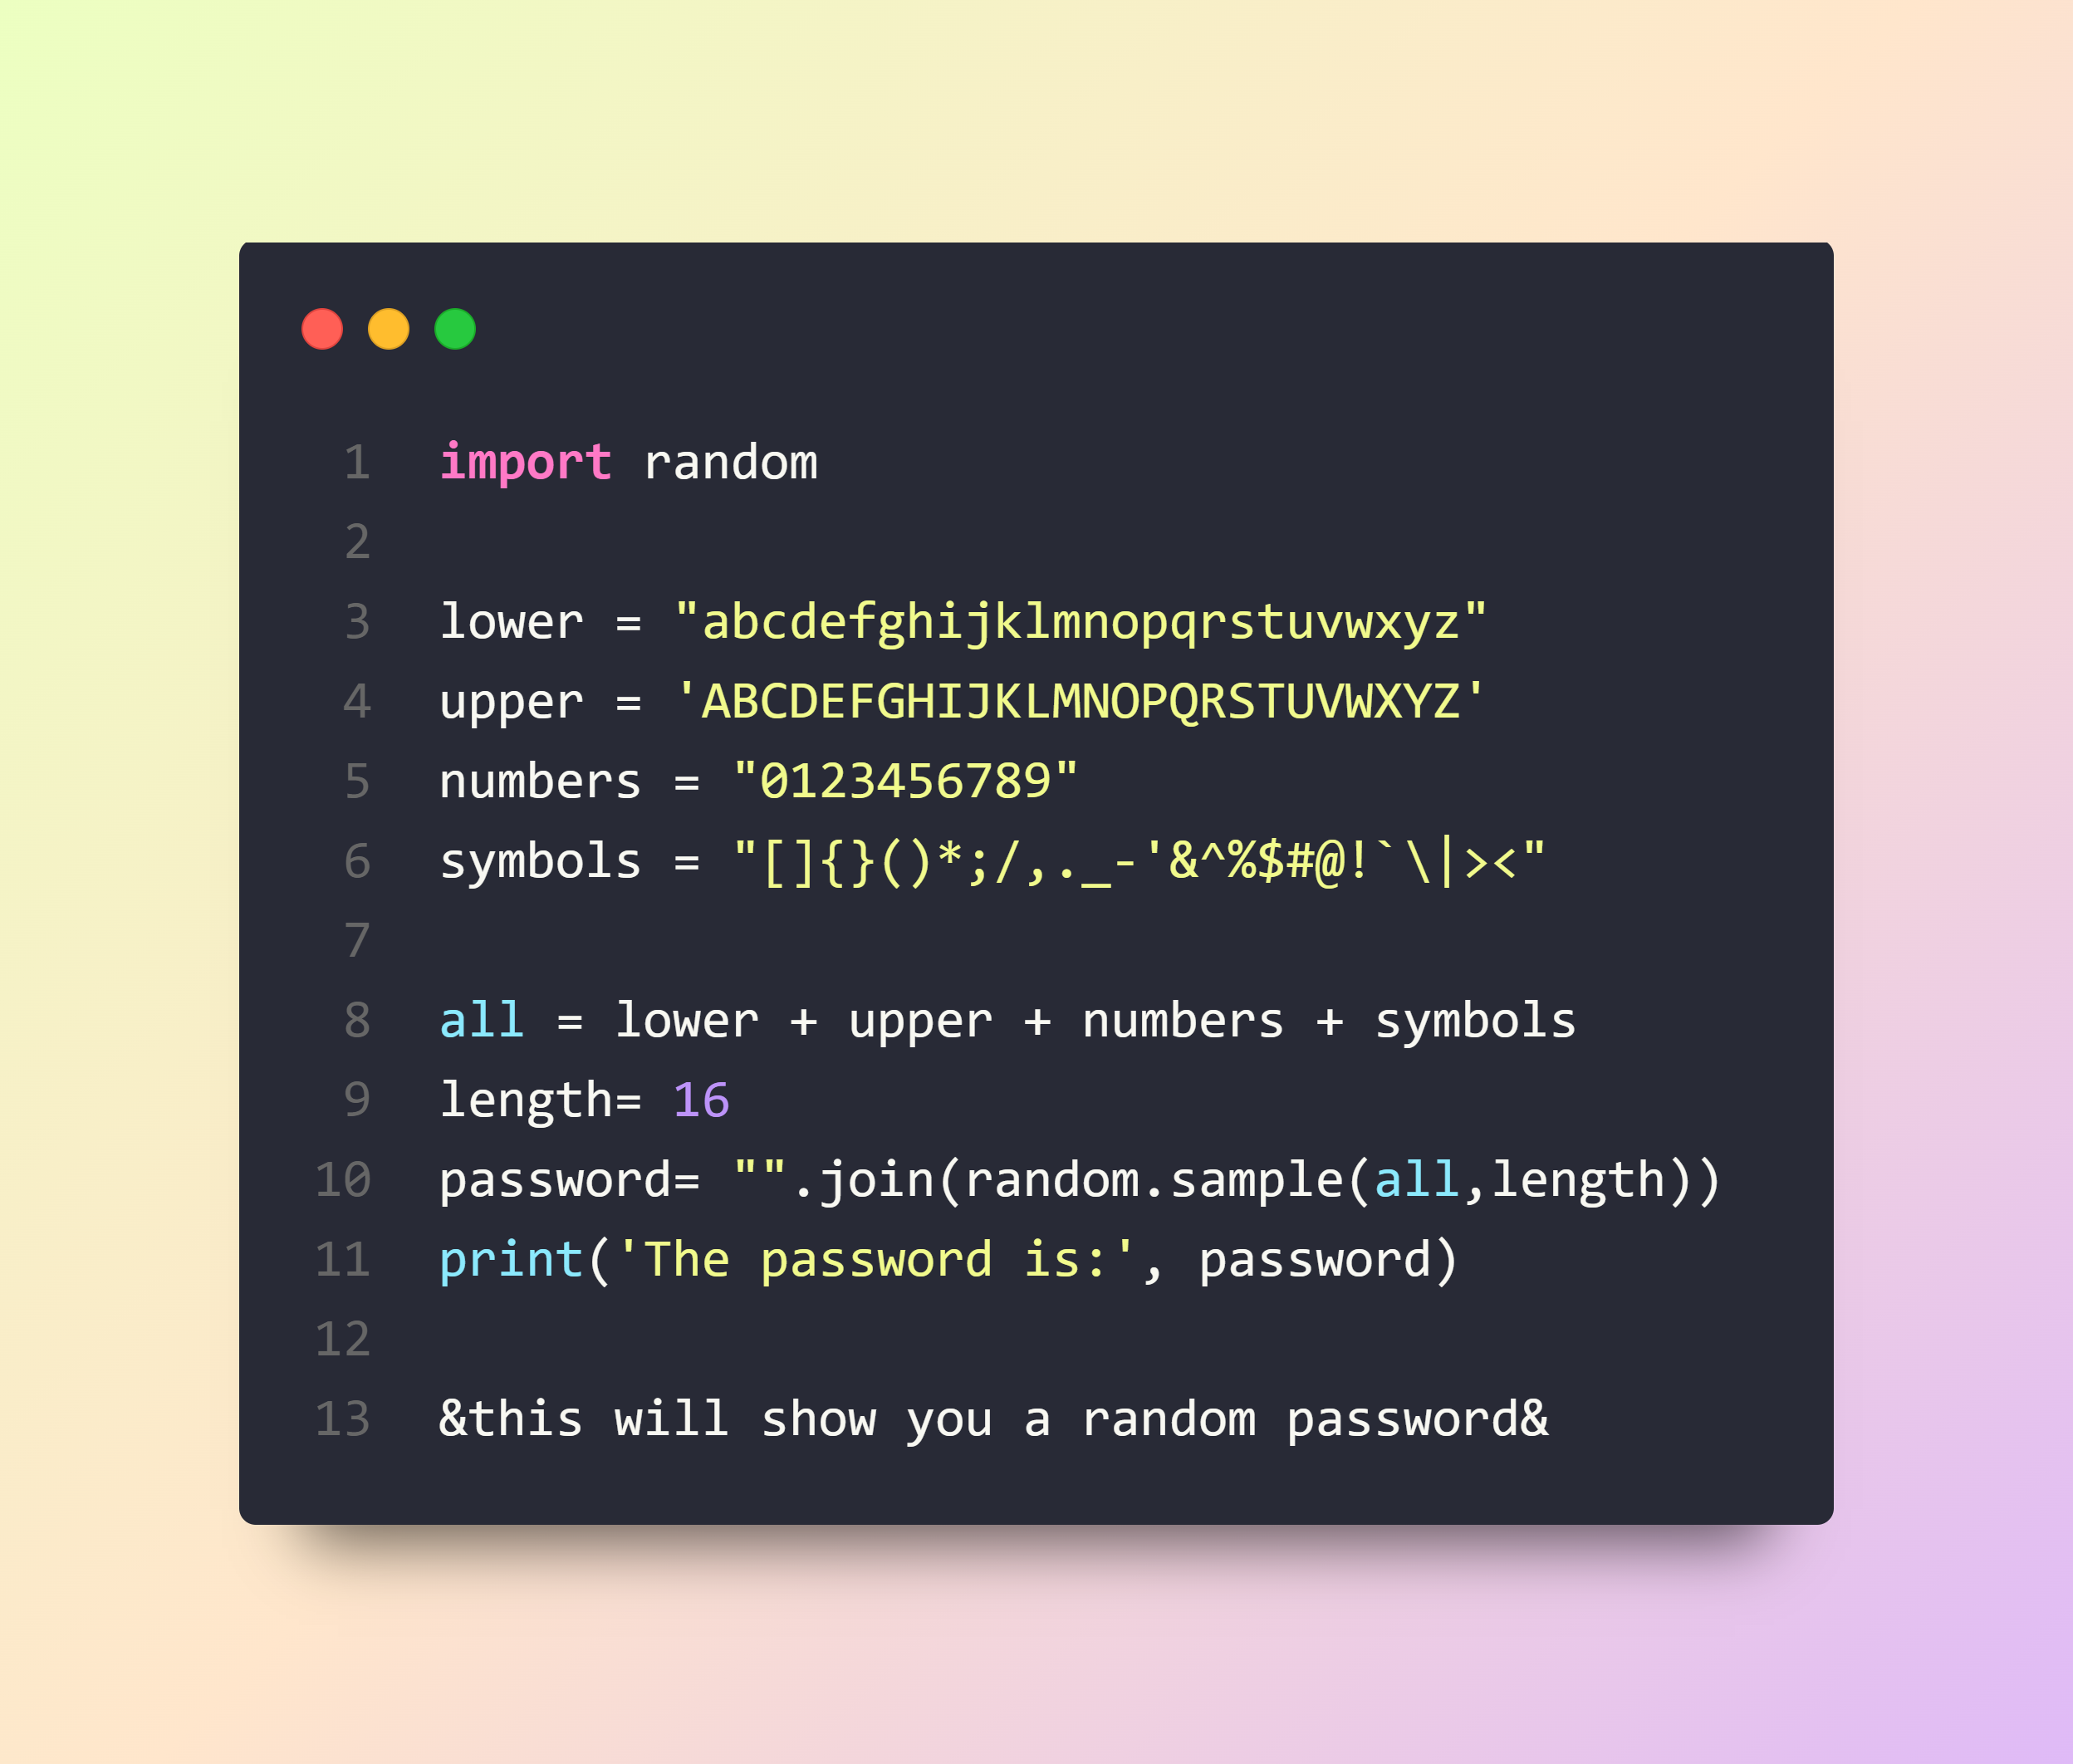 1 import random
2
3 lower = "abcdefghijklmnopqrstuvwxyz"
4 upper = 'ABCDEFGHIJKLMNOPQRSTUVWXYZ'
5 numbers = "0123456789"
6 symbols = "[]{}()*;/,._-'&^%$#@!`\|><"
7
8 all = lower + upper + numbers + symbols
9 length= 16
10 password= "".join(random.sample(all,length))
11 print('The password is:', password)
12
13 &this will show you a random password&